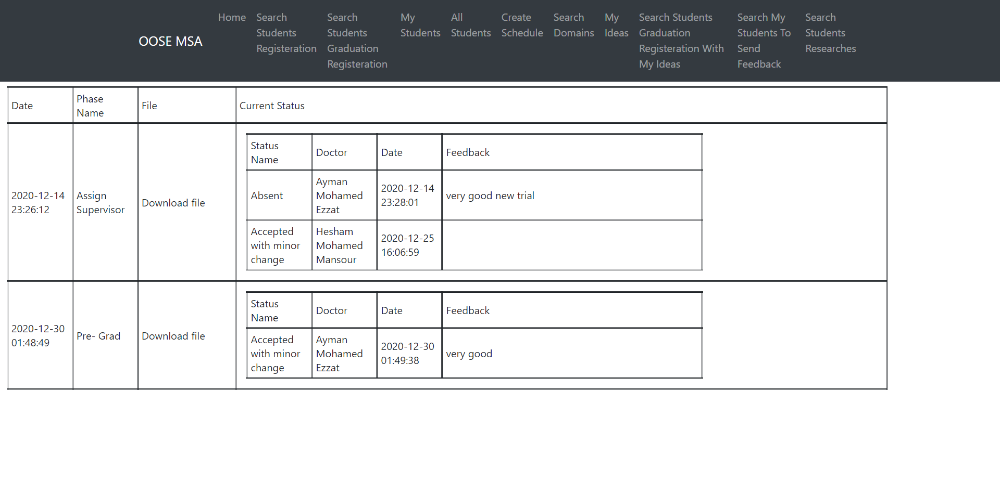 OOSE MSA
Home
Search
Students
Registeration
Search
Students
Graduation
Registeration
My
Students
All
Students
Create
Schedule
Search
Domains
My
Ideas
Search Students
Graduation
Registeration With
My Ideas
Search My
Students To
Send
Feedback
Search
Students
Researches
Date
Phase
Name
File
Current Status
2020-12-14
23:26:12
Assign
Supervisor
Download file
Status
Name
Doctor
Date
Feedback
Absent
Ayman
Mohamed
Ezzat
2020-12-14
23:28:01
very good new trial
Accepted
with minor
change
Hesham
Mohamed
Mansour
2020-12-25
16:06:59
2020-12-30
01:48:49
Pre- Grad
Download file
Status
Name
Doctor
Date
Feedback
Accepted
with minor
change
Ayman
Mohamed
Ezzat
2020-12-30
01:49:38
very good